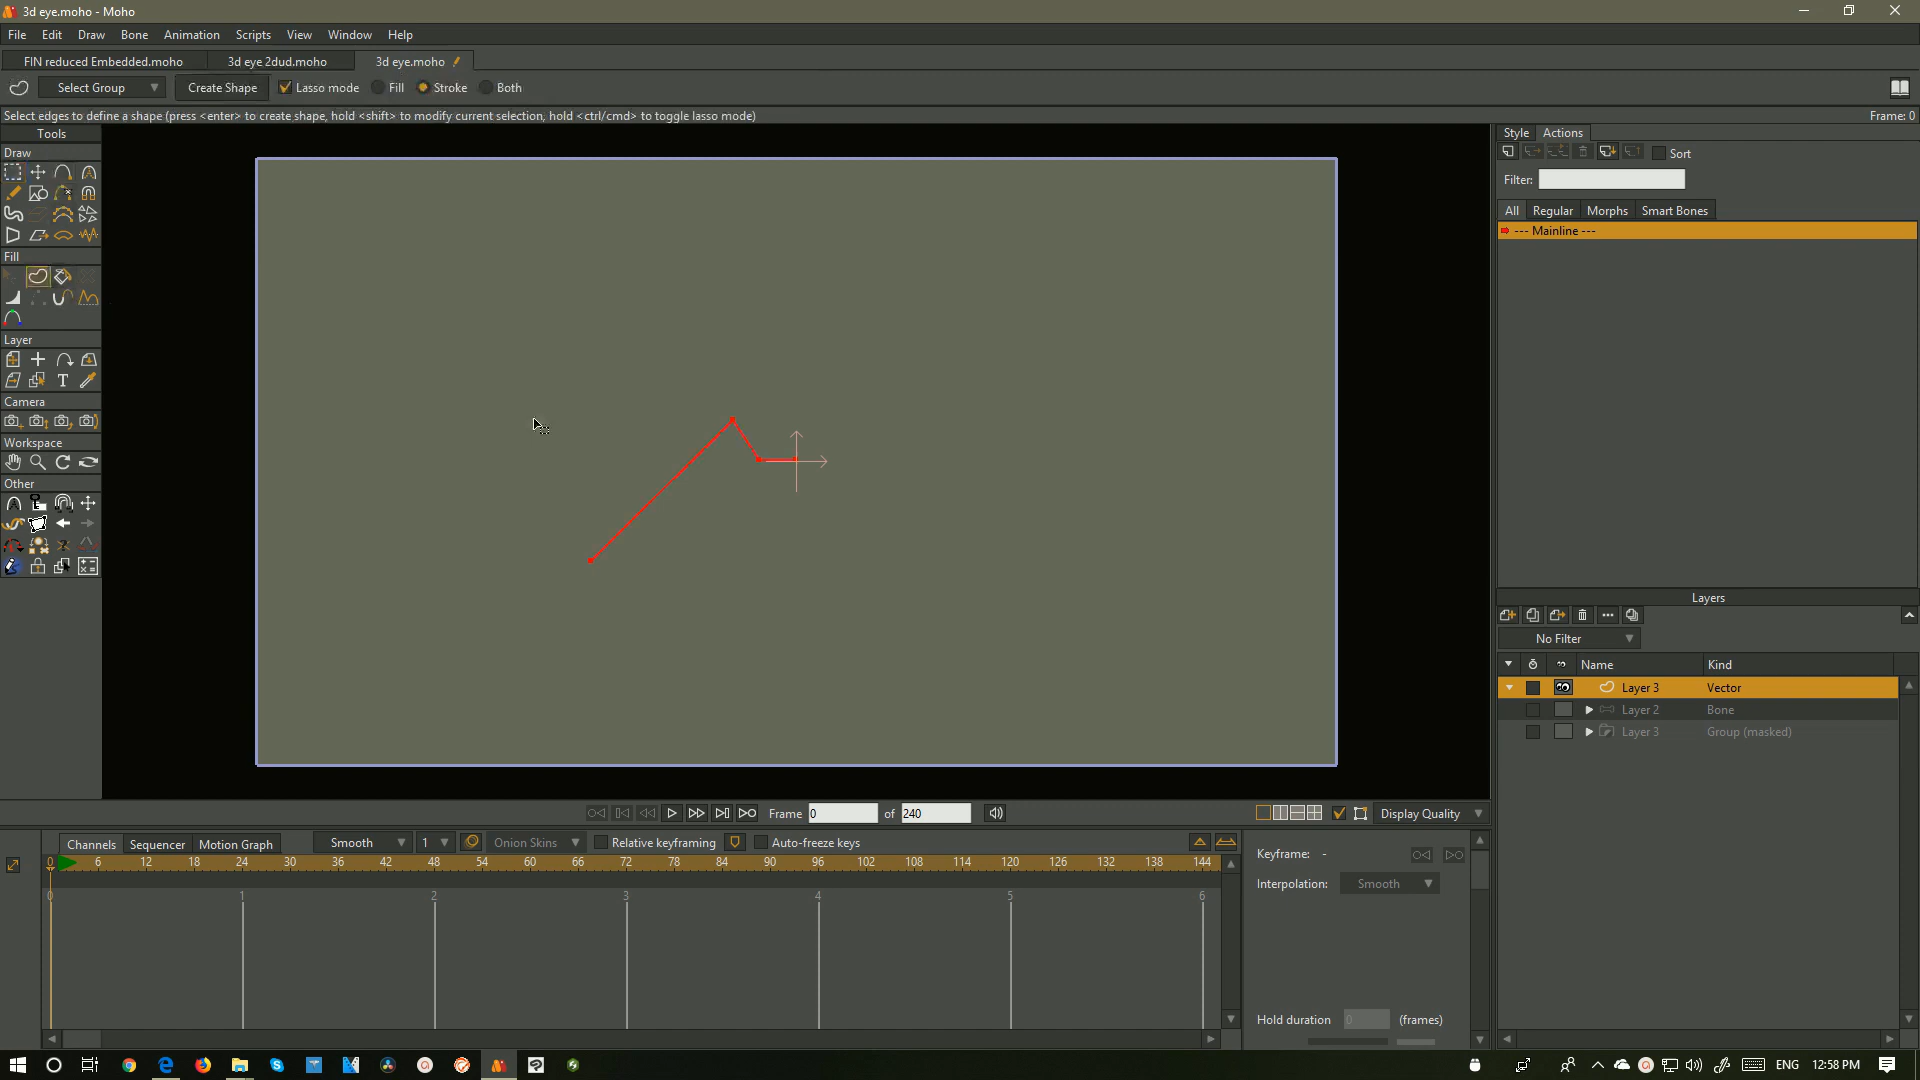 3d eye.moho - Moho
File Edit Draw Bone Animation Scripts View Window Help
FIN reduced Embedded.moho 3d eye 2dud.moho 3d eye.moho
Select Group Create Shape Lasso mode Fill Stroke Both
Select edges to define a shape (press <enter> to create shape, hold <shift> to modify current selection, hold <ctrl/cmd> to toggle lasso mode) Frame: 0
Tools
Draw
Fill
Layer
Camera
Workspace
Other
Style Actions
Sort
Filter:
All Regular Morphs Smart Bones
--- Mainline ---
Layers
No Filter
Name Kind
Layer 3 Vector
Layer 2 Bone
Layer 3 Group (masked)
Frame 0 of 240 Display Quality
Channels Sequencer Motion Graph Smooth 1 Onion Skins Relative keyframing Auto-freeze keys
0 6 12 18 24 30 36 42 48 54 60 66 72 78 84 90 96 102 108 114 120 126 132 138 144
0 1 2 3 4 5 6
Keyframe: -
Interpolation: Smooth
Hold duration 0 (frames)
ENG 12:58 PM